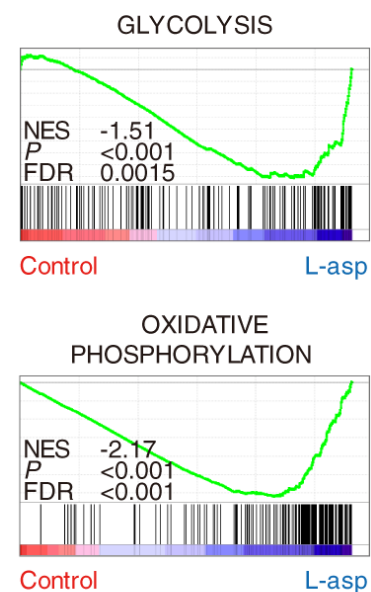 GLYCOLYSIS
NES -1.51
P <0.001
FDR 0.0015
Control L-asp
OXIDATIVE
PHOSPHORYLATION
NES -2.17
P <0.001
FDR <0.001
Control L-asp